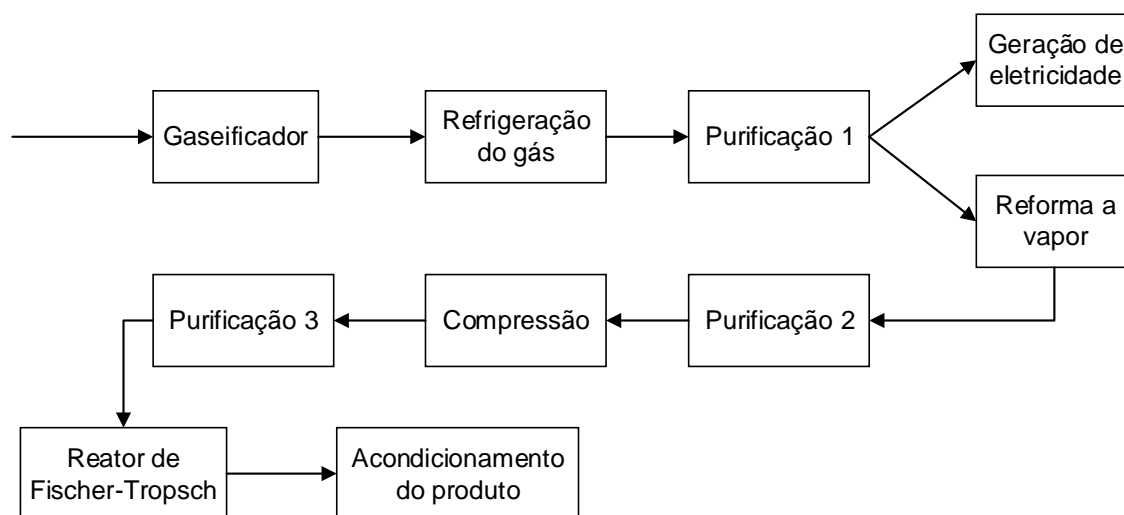 Geração de
eletricidade
Gaseificador
Refrigeração
do gás
Purificação 1
Reforma a
vapor
Purificação 3
Compressão
Purificação 2
Reator de
Fischer-Tropsch
Acondicionamento
do produto